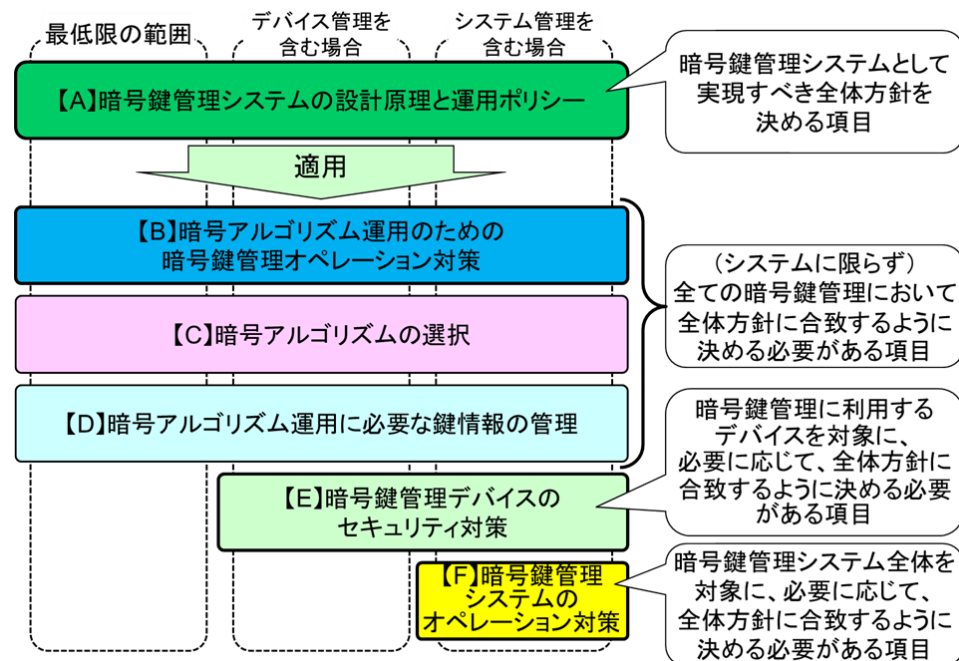 最低限の範囲
デバイス管理を
含む場合
システム管理を
含む場合
【A】暗号鍵管理システムの設計原理と運用ポリシー
暗号鍵管理システムとして
実現すべき全体方針を
決める項目
適用
【B】暗号アルゴリズム運用のための
暗号鍵管理オペレーション対策
【C】暗号アルゴリズムの選択
【D】暗号アルゴリズム運用に必要な鍵情報の管理
(システムに限らず)
全ての暗号鍵管理において
全体方針に合致するように
決める必要がある項目
【E】暗号鍵管理デバイスの
セキュリティ対策
暗号鍵管理に利用する
デバイスを対象に、
必要に応じて、全体方針に
合致するように決める必要
がある項目
【F】暗号鍵管理
システムの
オペレーション対策
暗号鍵管理システム全体を
対象に、必要に応じて、
全体方針に合致するように
決める必要がある項目